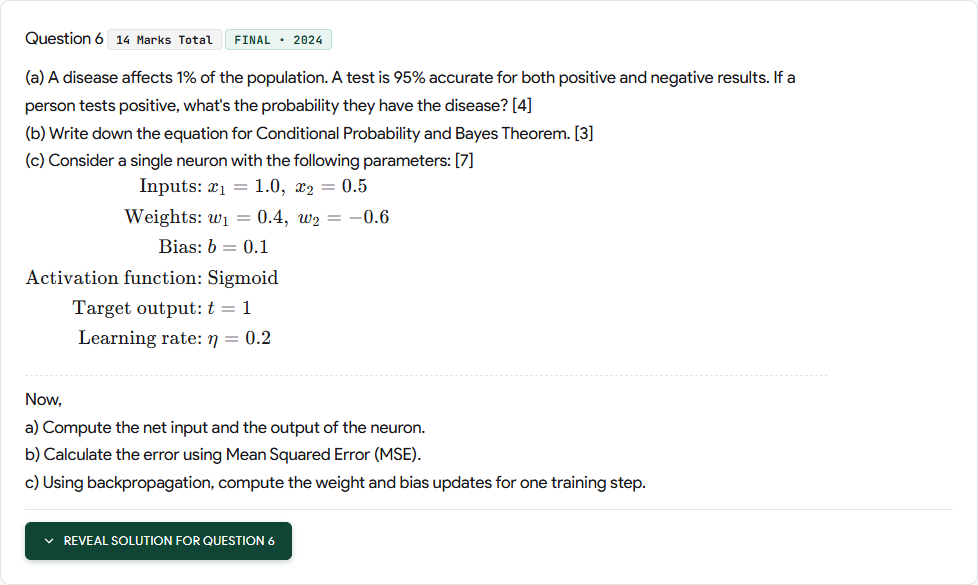 Question 6 14 Marks Total FINAL • 2024
(a) A disease affects 1% of the population. A test is 95% accurate for both positive and negative results. If a
person tests positive, what's the probability they have the disease? [4]
(b) Write down the equation for Conditional Probability and Bayes Theorem. [3]
(c) Consider a single neuron with the following parameters: [7]
Inputs: x₁ = 1.0, x₂ = 0.5
Weights: w₁ = 0.4, w₂ = −0.6
Bias: b = 0.1
Activation function: Sigmoid
Target output: t = 1
Learning rate: η = 0.2
Now,
a) Compute the net input and the output of the neuron.
b) Calculate the error using Mean Squared Error (MSE).
c) Using backpropagation, compute the weight and bias updates for one training step.
REVEAL SOLUTION FOR QUESTION 6